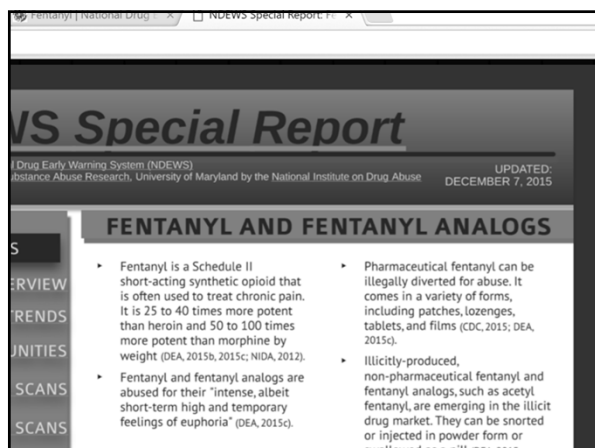 Fentanyl | National Drug E
NDEWS Special Report: Fe
WS Special Report
l Drug Early Warning System (NDEWS)
ubstance Abuse Research, University of Maryland by the National Institute on Drug Abuse
UPDATED:
DECEMBER 7, 2015
FENTANYL AND FENTANYL ANALOGS
S
ERVIEW
TRENDS
UNITIES
SCANS
SCANS
‣ Fentanyl is a Schedule II
short-acting synthetic opioid that
is often used to treat chronic pain.
It is 25 to 40 times more potent
than heroin and 50 to 100 times
more potent than morphine by
weight (DEA, 2015b, 2015c; NIDA, 2012).
‣ Fentanyl and fentanyl analogs are
abused for their "intense, albeit
short-term high and temporary
feelings of euphoria" (DEA, 2015c).
‣ Pharmaceutical fentanyl can be
illegally diverted for abuse. It
comes in a variety of forms,
including patches, lozenges,
tablets, and films (CDC, 2015; DEA,
2015c).
‣ Illicitly-produced,
non-pharmaceutical fentanyl and
fentanyl analogs, such as acetyl
fentanyl, are emerging in the illicit
drug market. They can be snorted
or injected in powder form or